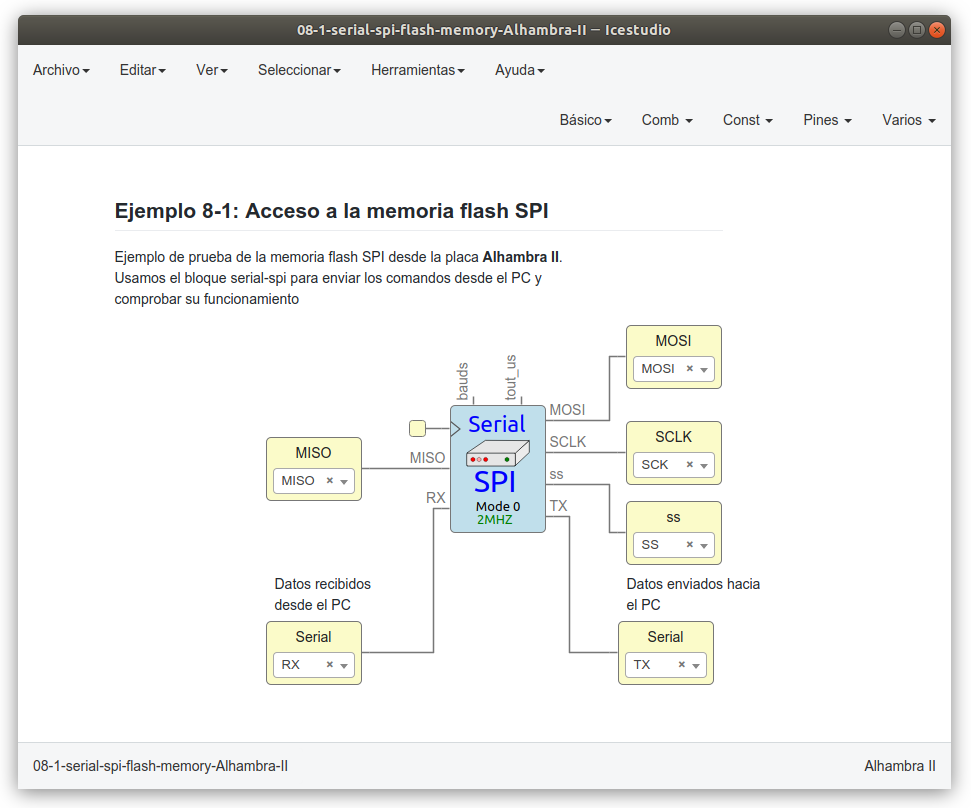 08-1-serial-spi-flash-memory-Alhambra-II – Icestudio
Archivo Editar Ver Seleccionar Herramientas Ayuda
Básico Comb Const Pines Varios
Ejemplo 8-1: Acceso a la memoria flash SPI
Ejemplo de prueba de la memoria flash SPI desde la placa Alhambra II.
Usamos el bloque serial-spi para enviar los comandos desde el PC y
comprobar su funcionamiento
bauds
tout_us
MOSI
MOSI
MISO
MISO
MISO
RX
Serial
SPI
Mode 0
2MHZ
MOSI
SCLK
ss
TX
SCLK
SCK
ss
SS
Datos recibidos
desde el PC
Serial
RX
Datos enviados hacia
el PC
Serial
TX
08-1-serial-spi-flash-memory-Alhambra-II
Alhambra II